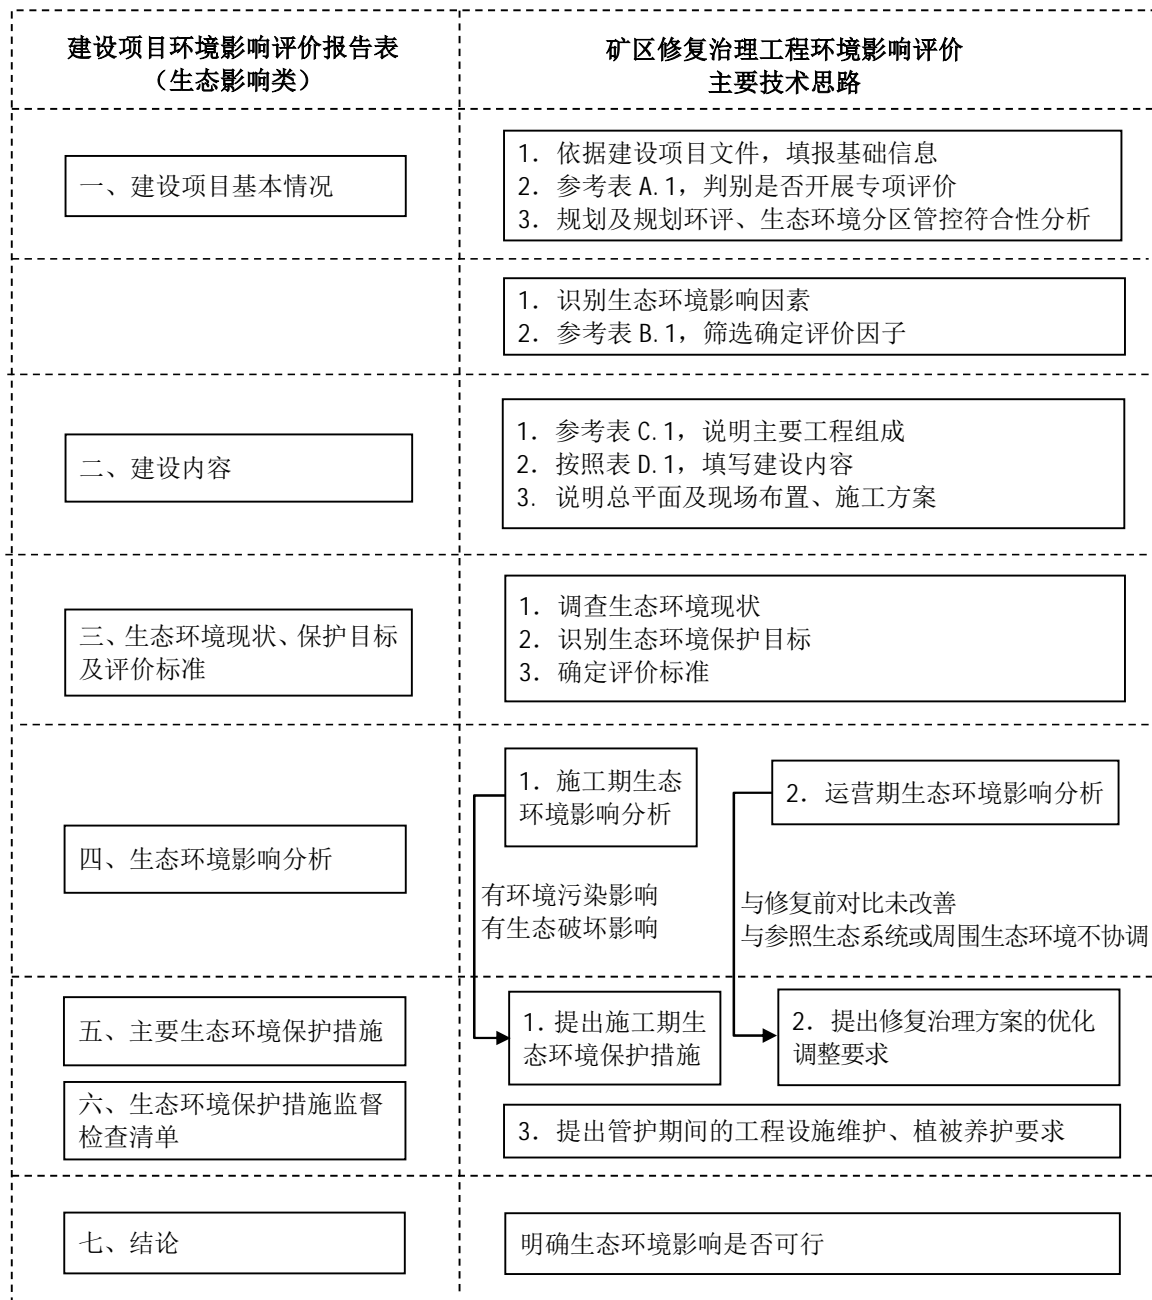 建设项目环境影响评价报告表
（生态影响类）
矿区修复治理工程环境影响评价
主要技术思路
一、建设项目基本情况
1. 依据建设项目文件，填报基础信息
2. 参考表 A.1，判别是否开展专项评价
3. 规划及规划环评、生态环境分区管控符合性分析
1. 识别生态环境影响因素
2. 参考表 B.1，筛选确定评价因子
二、建设内容
1. 参考表 C.1，说明主要工程组成
2. 按照表 D.1，填写建设内容
3. 说明总平面及现场布置、施工方案
三、生态环境现状、保护目标
及评价标准
1. 调查生态环境现状
2. 识别生态环境保护目标
3. 确定评价标准
四、生态环境影响分析
1. 施工期生态
环境影响分析
2. 运营期生态环境影响分析
有环境污染影响
有生态破坏影响
与修复前对比未改善
与参照生态系统或周围生态环境不协调
五、主要生态环境保护措施
1. 提出施工期生
态环境保护措施
2. 提出修复治理方案的优化
调整要求
六、生态环境保护措施监督
检查清单
3. 提出管护期间的工程设施维护、植被养护要求
七、结论
明确生态环境影响是否可行